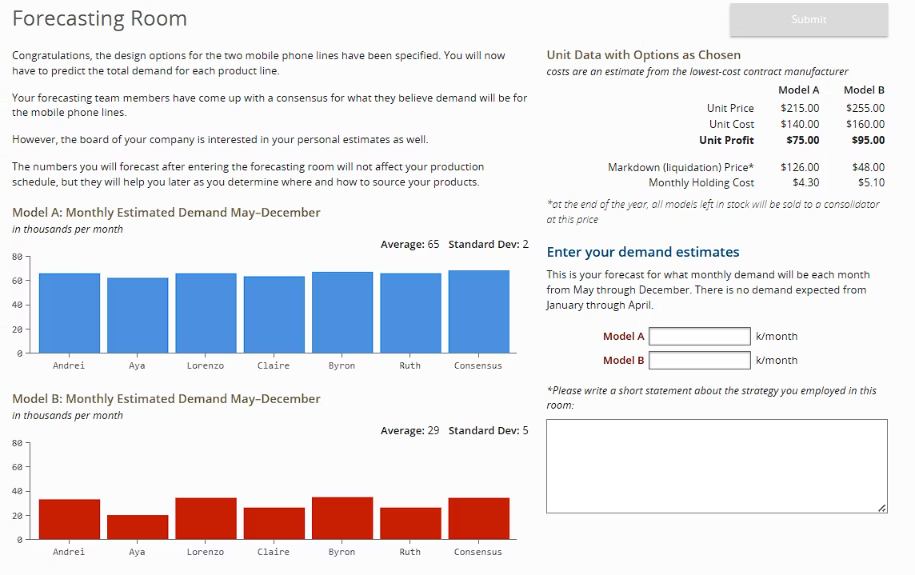 Forecasting Room
Submit
Congratulations, the design options for the two mobile phone lines have been specified. You will now
have to predict the total demand for each product line.
Your forecasting team members have come up with a consensus for what they believe demand will be for
the mobile phone lines.
However, the board of your company is interested in your personal estimates as well.
The numbers you will forecast after entering the forecasting room will not affect your production
schedule, but they will help you later as you determine where and how to source your products.
Model A: Monthly Estimated Demand May–December
in thousands per month
Average: 65 Standard Dev: 2
80
60
40
20
0
Andrei Aya Lorenzo Claire Byron Ruth Consensus
Model B: Monthly Estimated Demand May–December
in thousands per month
Average: 29 Standard Dev: 5
80
60
40
20
0
Andrei Aya Lorenzo Claire Byron Ruth Consensus
Unit Data with Options as Chosen
costs are an estimate from the lowest-cost contract manufacturer
Model A Model B
Unit Price $215.00 $255.00
Unit Cost $140.00 $160.00
Unit Profit $75.00 $95.00
Markdown (liquidation) Price* $126.00 $48.00
Monthly Holding Cost $4.30 $5.10
*at the end of the year, all models left in stock will be sold to a consolidator
at this price
Enter your demand estimates
This is your forecast for what monthly demand will be each month
from May through December. There is no demand expected from
January through April.
Model A k/month
Model B k/month
*Please write a short statement about the strategy you employed in this
room: